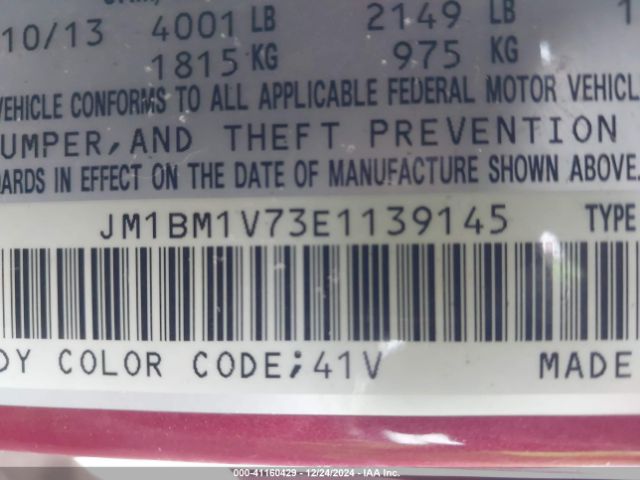 10/13 4001 LB 2149 LB 1
1815 KG 975 KG
VEHICLE CONFORMS TO ALL APPLICABLE FEDERAL MOTOR VEHICL
UMPER, AND THEFT PREVENTION
DARDS IN EFFECT ON THE DATE OF MANUFACTURE SHOWN ABOVE.
JM1BM1V73E1139145 TYPE
DY COLOR CODE;41V MADE
000-41160429 - 12/24/2024 - IAA Inc.